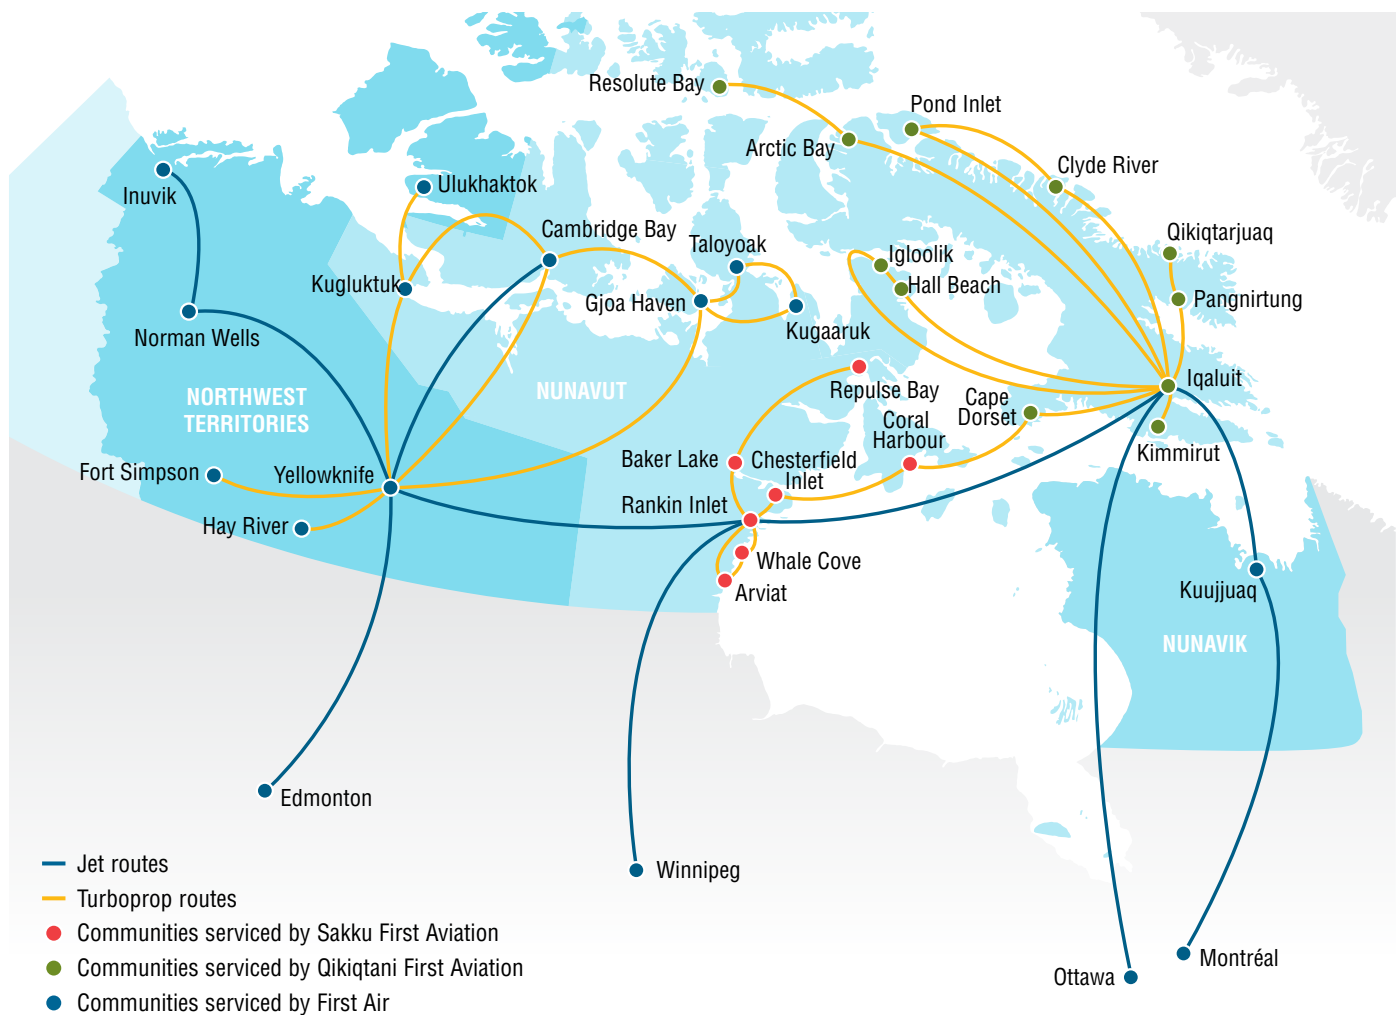 Resolute Bay
Pond Inlet
Arctic Bay
Clyde River
Inuvik
Ulukhaktok
Cambridge Bay
Taloyoak
Igloolik
Qikiqtarjuaq
Kugluktuk
Gjoa Haven
Hall Beach
Pangnirtung
Norman Wells
Kugaaruk
NORTHWEST
TERRITORIES
NUNAVUT
Repulse Bay
Iqaluit
Cape
Dorset
Coral
Harbour
Kimmirut
Fort Simpson
Yellowknife
Baker Lake
Chesterfield
Inlet
Hay River
Rankin Inlet
Whale Cove
Arviat
Kuujjuaq
NUNAVIK
Edmonton
Winnipeg
Ottawa
Montréal
Jet routes
Turboprop routes
Communities serviced by Sakku First Aviation
Communities serviced by Qikiqtani First Aviation
Communities serviced by First Air